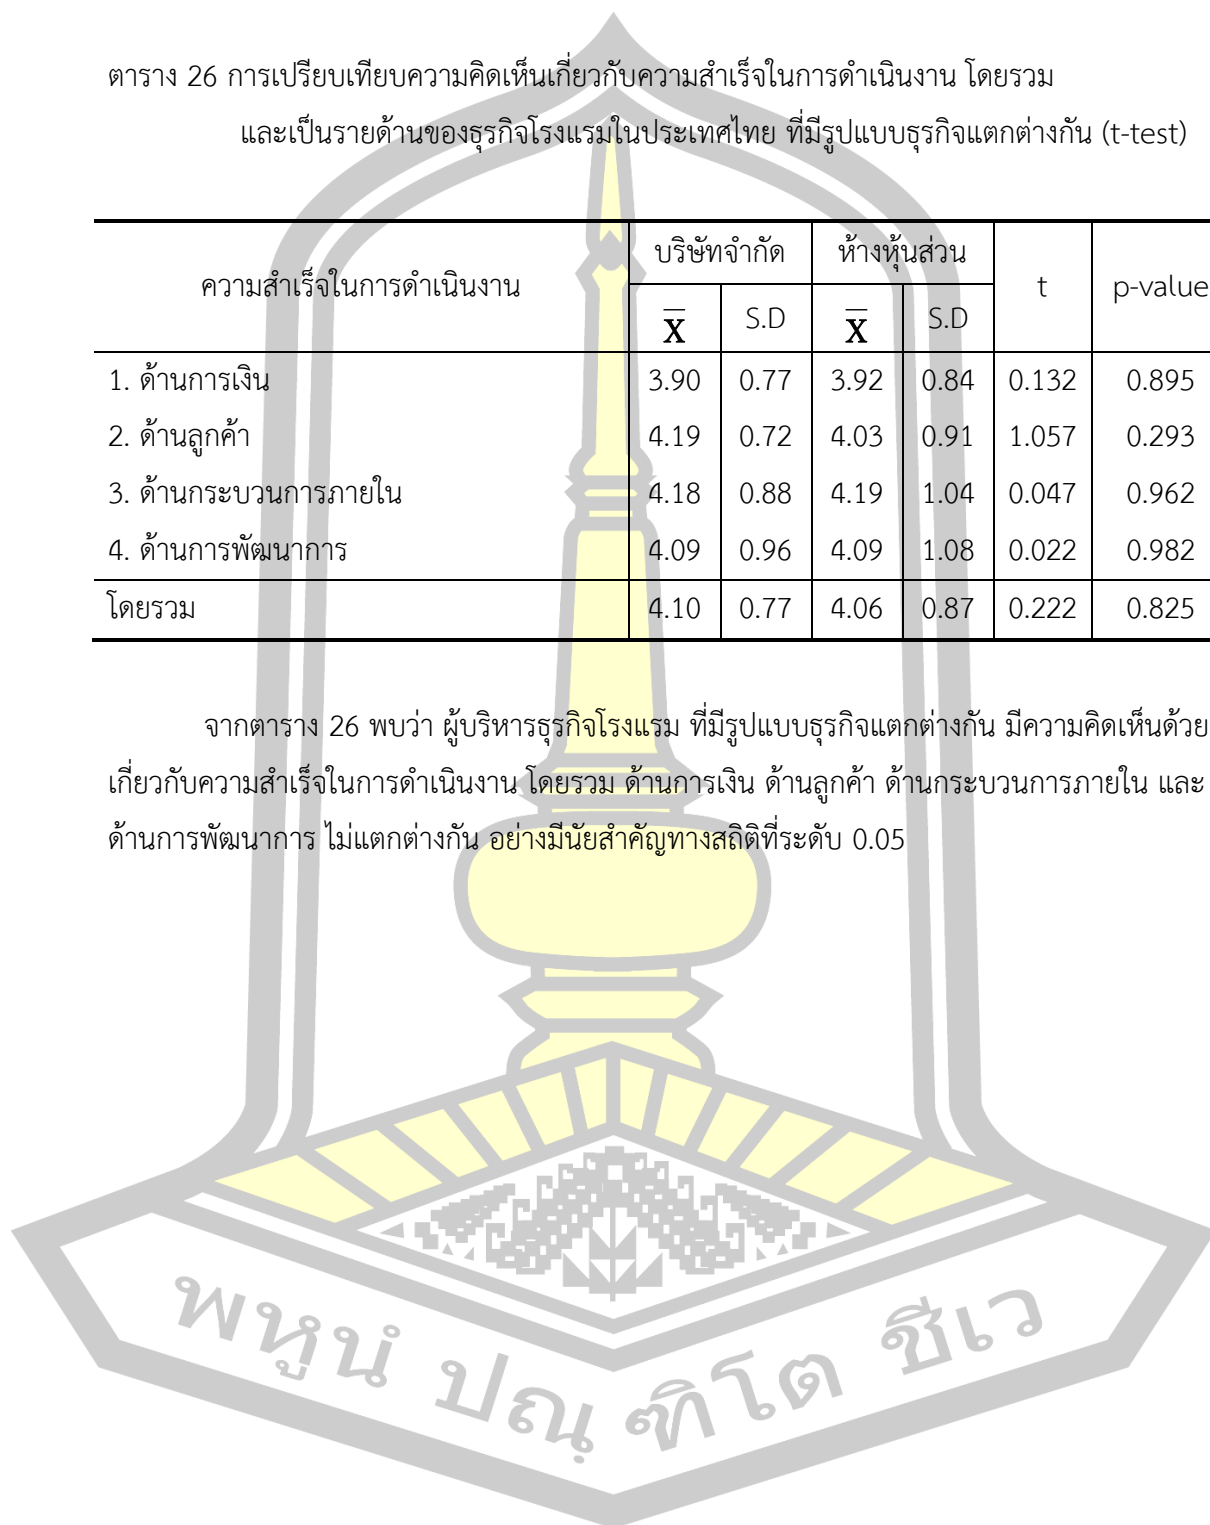 ตาราง 26 การเปรียบเทียบความคิดเห็นเกี่ยวกับความสำเร็จในการดำเนินงาน โดยรวม
และเป็นรายด้านของธุรกิจโรงแรมในประเทศไทย ที่มีรูปแบบธุรกิจแตกต่างกัน (t-test)
ความสำเร็จในการดำเนินงาน บริษัทจำกัด ห้างหุ้นส่วน t p-value
X̅ S.D X̅ S.D
1. ด้านการเงิน 3.90 0.77 3.92 0.84 0.132 0.895
2. ด้านลูกค้า 4.19 0.72 4.03 0.91 1.057 0.293
3. ด้านกระบวนการภายใน 4.18 0.88 4.19 1.04 0.047 0.962
4. ด้านการพัฒนาการ 4.09 0.96 4.09 1.08 0.022 0.982
โดยรวม 4.10 0.77 4.06 0.87 0.222 0.825
จากตาราง 26 พบว่า ผู้บริหารธุรกิจโรงแรม ที่มีรูปแบบธุรกิจแตกต่างกัน มีความคิดเห็นด้วย
เกี่ยวกับความสำเร็จในการดำเนินงาน โดยรวม ด้านการเงิน ด้านลูกค้า ด้านกระบวนการภายใน และ
ด้านการพัฒนาการ ไม่แตกต่างกัน อย่างมีนัยสำคัญทางสถิติที่ระดับ 0.05
พหูนํ ปณฺ ฑิโต ชีเว